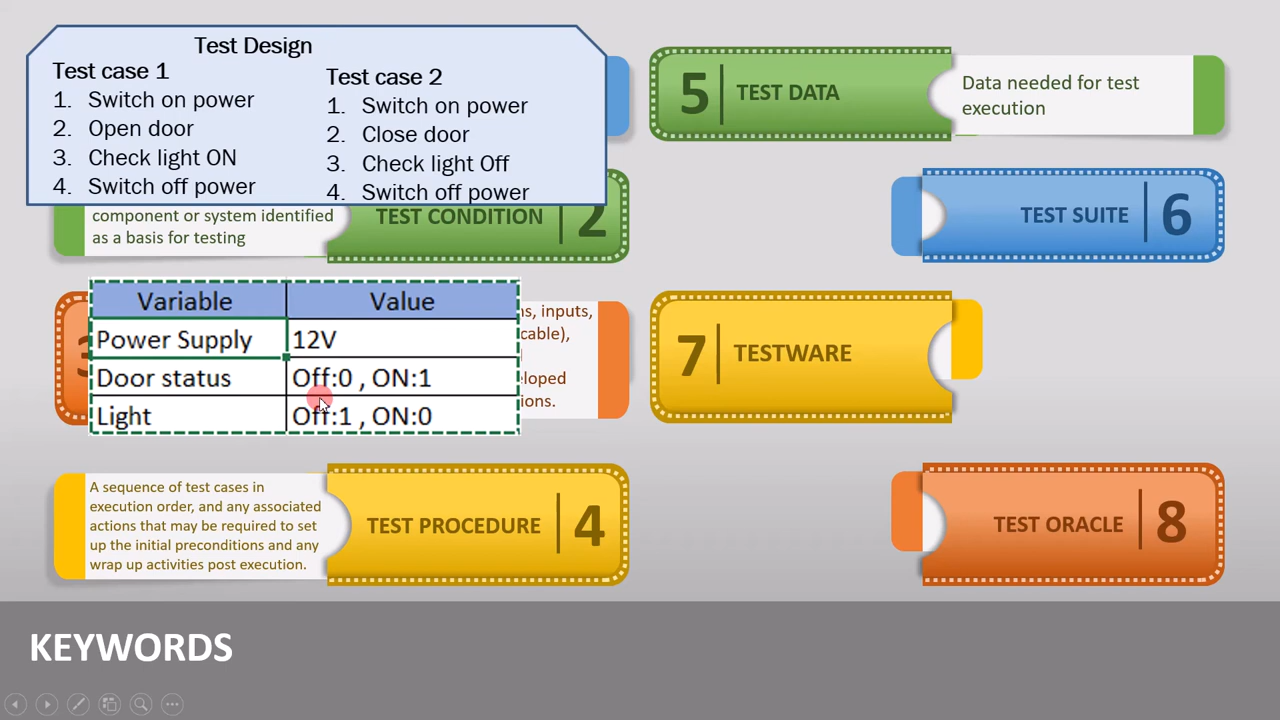 Test Design
Test case 1
1. Switch on power
2. Open door
3. Check light ON
4. Switch off power
Test case 2
1. Switch on power
2. Close door
3. Check light Off
4. Switch off power
component or system identified
as a basis for testing
TEST CONDITION 2
Variable Value
Power Supply 12V
Door status Off:0 , ON:1
Light Off:1 , ON:0
inputs,
A sequence of test cases in
execution order, and any associated
actions that may be required to set
up the initial preconditions and any
wrap up activities post execution.
TEST PROCEDURE 4
5 TEST DATA
Data needed for test
execution
TEST SUITE 6
7 TESTWARE
TEST ORACLE 8
KEYWORDS